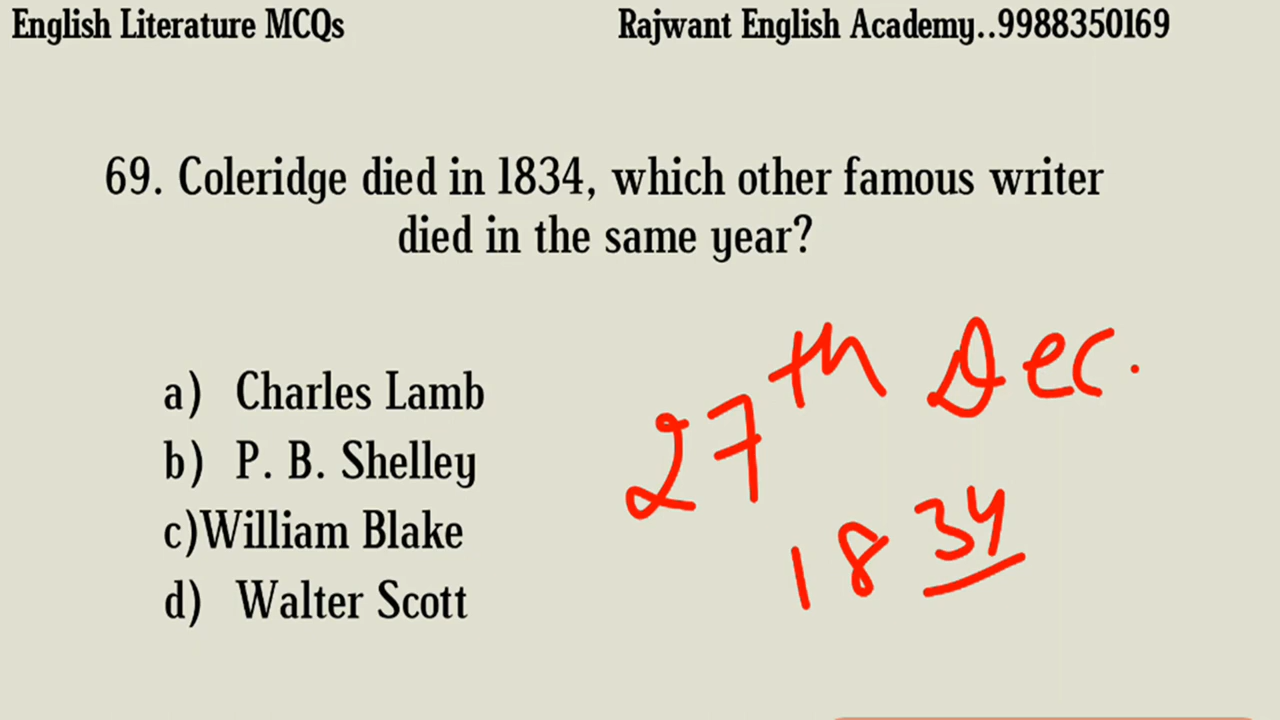 English Literature MCQs
Rajwant English Academy..9988350169
69. Coleridge died in 1834, which other famous writer
died in the same year?
a) Charles Lamb
b) P. B. Shelley
c)William Blake
d) Walter Scott
27th Dec.
1834